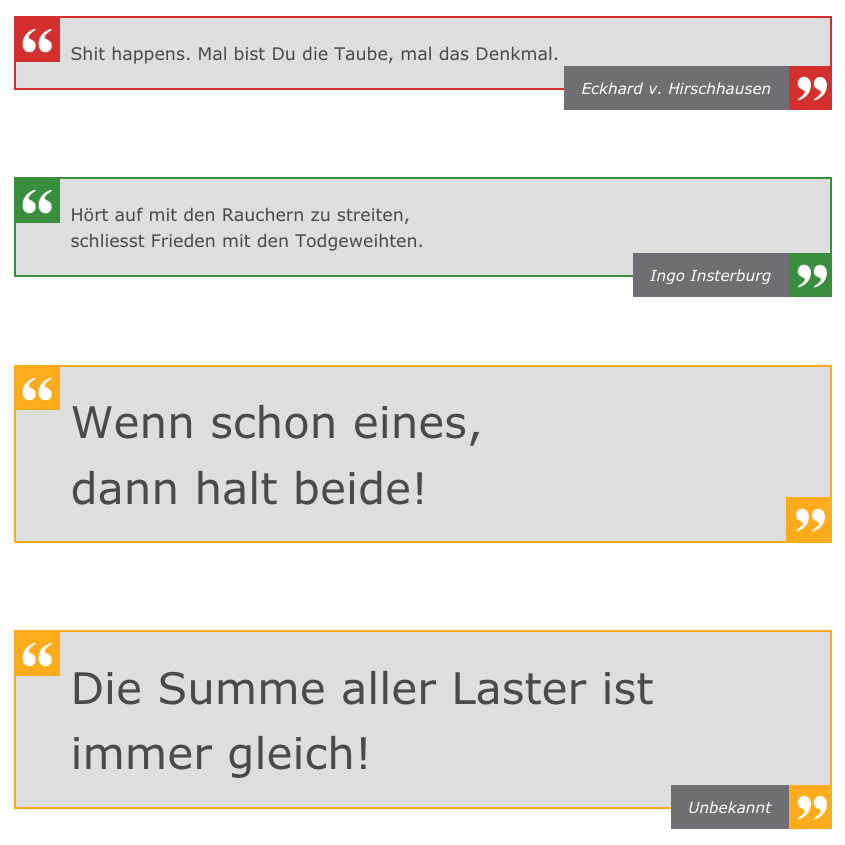 “
Shit happens. Mal bist Du die Taube, mal das Denkmal.
Eckhard v. Hirschhausen ”
“
Hört auf mit den Rauchern zu streiten,
schliesst Frieden mit den Todgeweihten.
Ingo Insterburg ”
“
Wenn schon eines,
dann halt beide!
”
“
Die Summe aller Laster ist
immer gleich!
Unbekannt ”